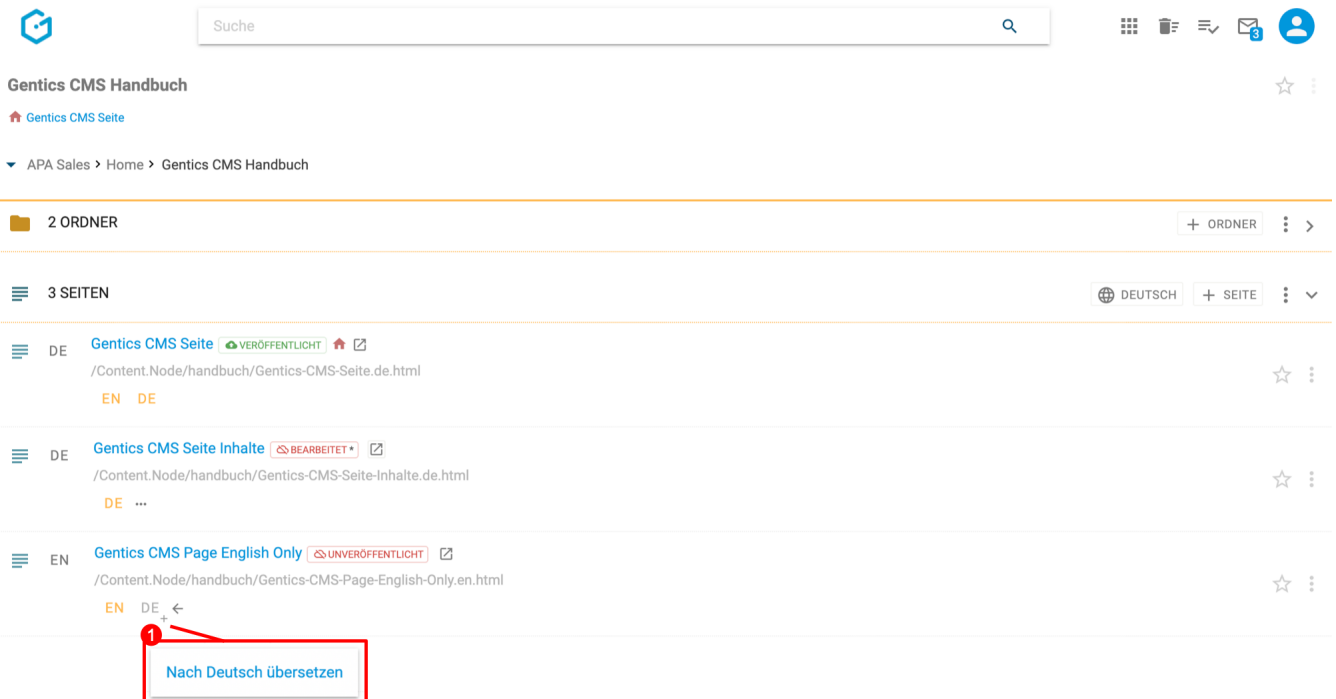 Suche
3
Gentics CMS Handbuch
Gentics CMS Seite
APA Sales > Home > Gentics CMS Handbuch
2 ORDNER
+ ORDNER
3 SEITEN
DEUTSCH
+ SEITE
DE
Gentics CMS Seite VERÖFFENTLICHT
/Content.Node/handbuch/Gentics-CMS-Seite.de.html
EN DE
DE
Gentics CMS Seite Inhalte BEARBEITET *
/Content.Node/handbuch/Gentics-CMS-Seite-Inhalte.de.html
DE ...
EN
Gentics CMS Page English Only UNVERÖFFENTLICHT
/Content.Node/handbuch/Gentics-CMS-Page-English-Only.en.html
EN DE +
1
Nach Deutsch übersetzen